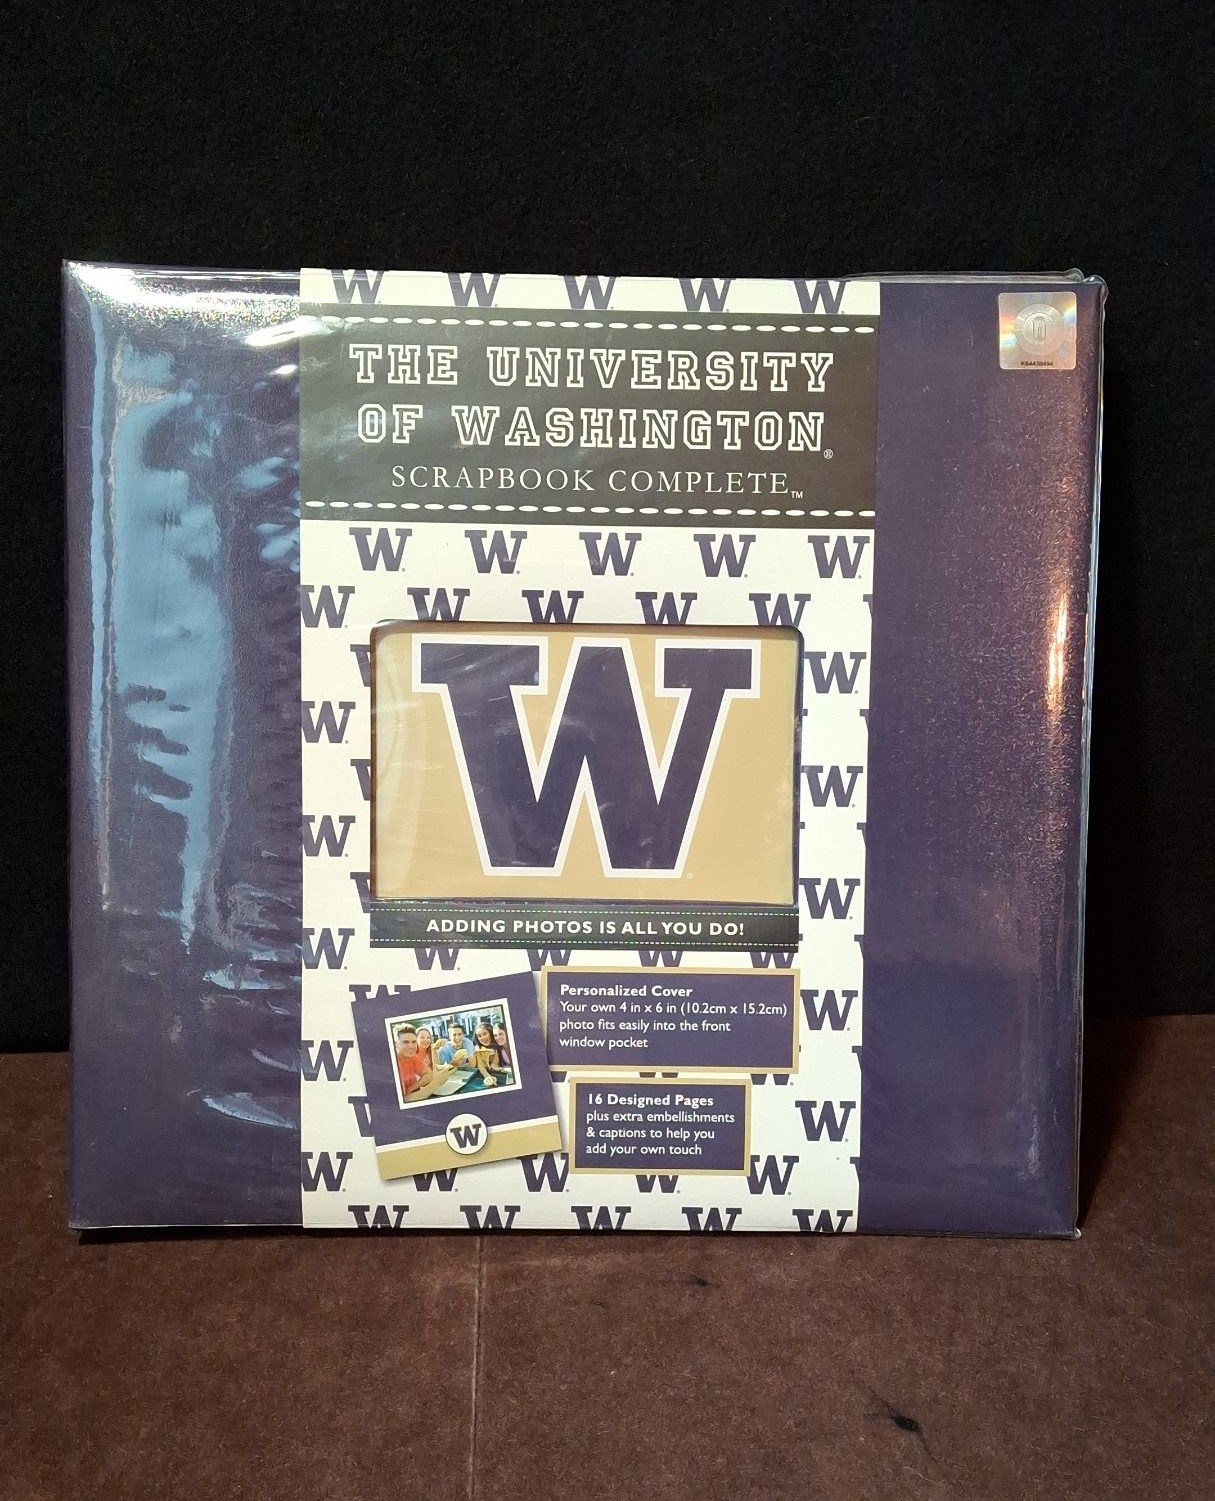 THE UNIVERSITY
OF WASHINGTON®
SCRAPBOOK COMPLETE™
W
ADDING PHOTOS IS ALL YOU DO!
Personalized Cover
Your own 4 in x 6 in (10.2cm x 15.2cm)
photo fits easily into the front
window pocket
16 Designed Pages
plus extra embellishments
& captions to help you
add your own touch
W